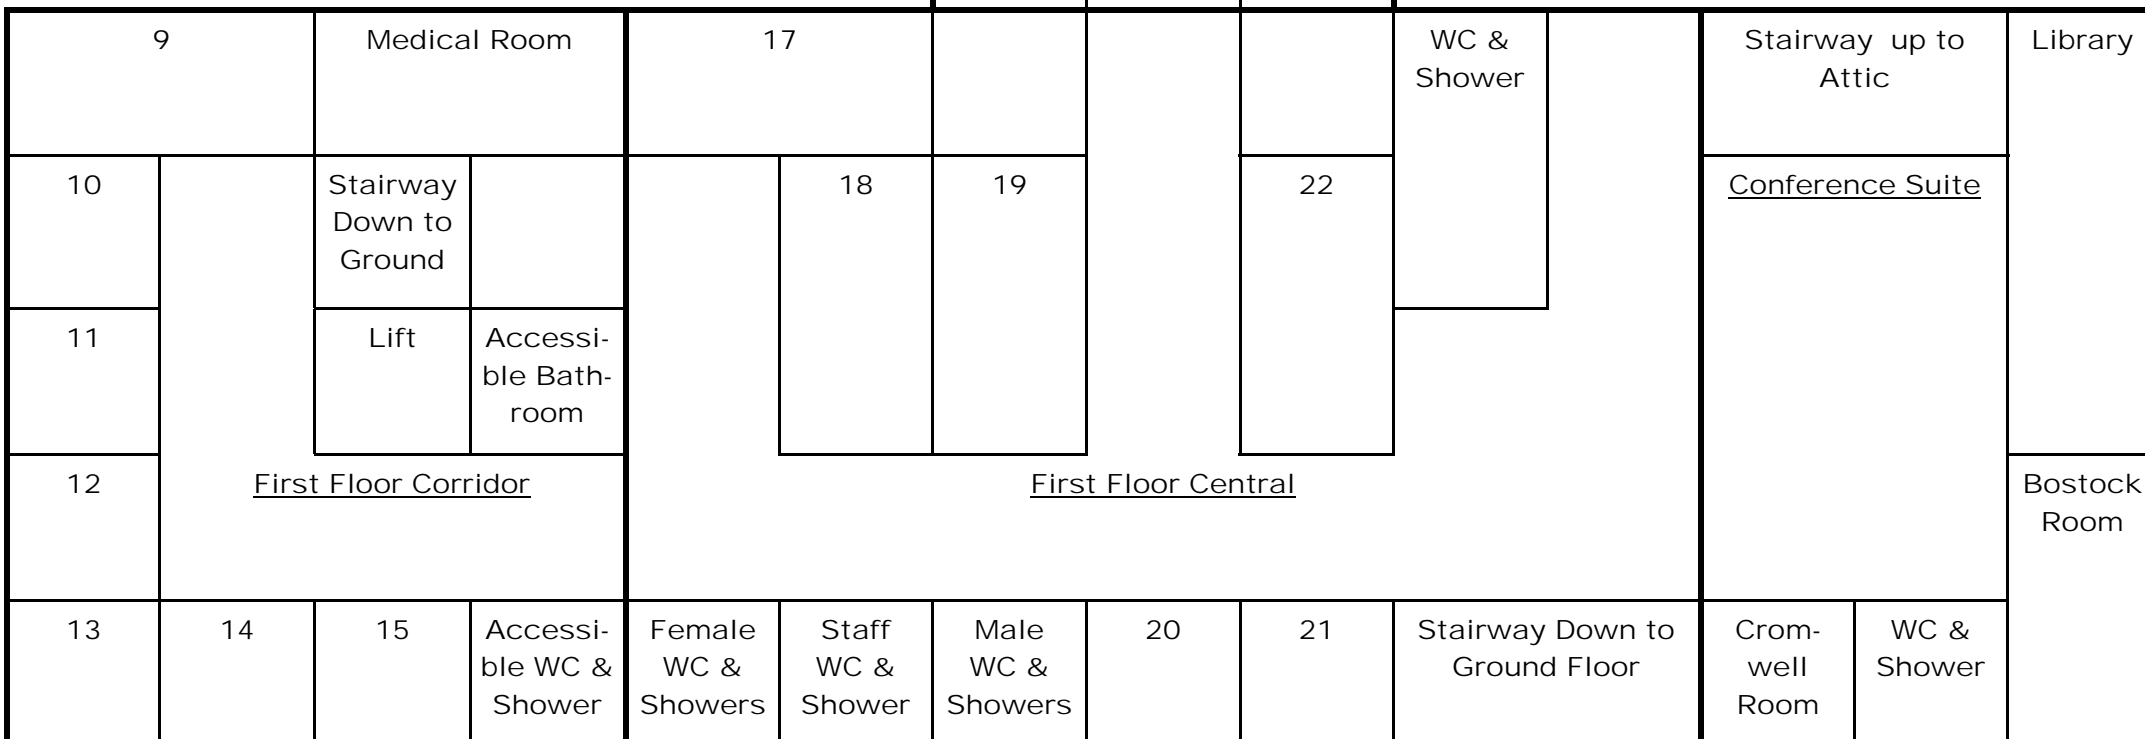 9
Medical Room
17
WC &
Shower
Stairway up to
Attic
Library
10
Stairway
Down to
Ground
18
19
22
Conference Suite
11
Lift
Accessi-
ble Bath-
room
12
First Floor Corridor
First Floor Central
Bostock
Room
13
14
15
Accessi-
ble WC &
Shower
Female
WC &
Showers
Staff
WC &
Shower
Male
WC &
Showers
20
21
Stairway Down to
Ground Floor
Crom-
well
Room
WC &
Shower